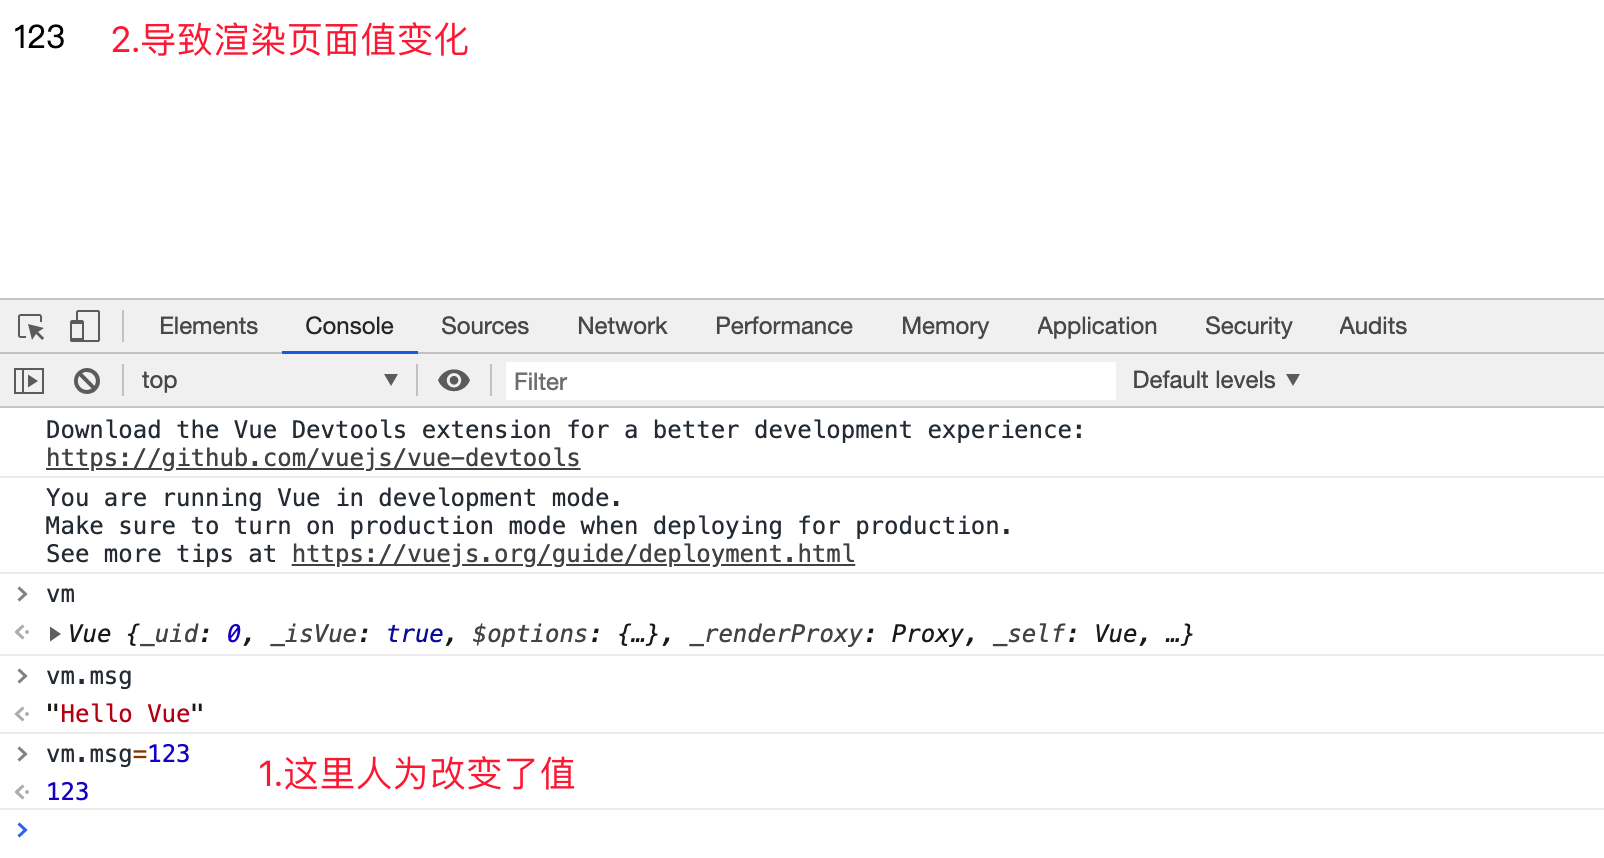 123 2.导致渲染页面值变化
Elements Console Sources Network Performance Memory Application Security Audits
top ▼ Filter Default levels ▼
Download the Vue Devtools extension for a better development experience:
https://github.com/vuejs/vue-devtools
You are running Vue in development mode.
Make sure to turn on production mode when deploying for production.
See more tips at https://vuejs.org/guide/deployment.html
> vm
<· ▶Vue {_uid: 0, _isVue: true, $options: {…}, _renderProxy: Proxy, _self: Vue, …}
> vm.msg
<· "Hello Vue"
> vm.msg=123
1.这里人为改变了值
<· 123
>